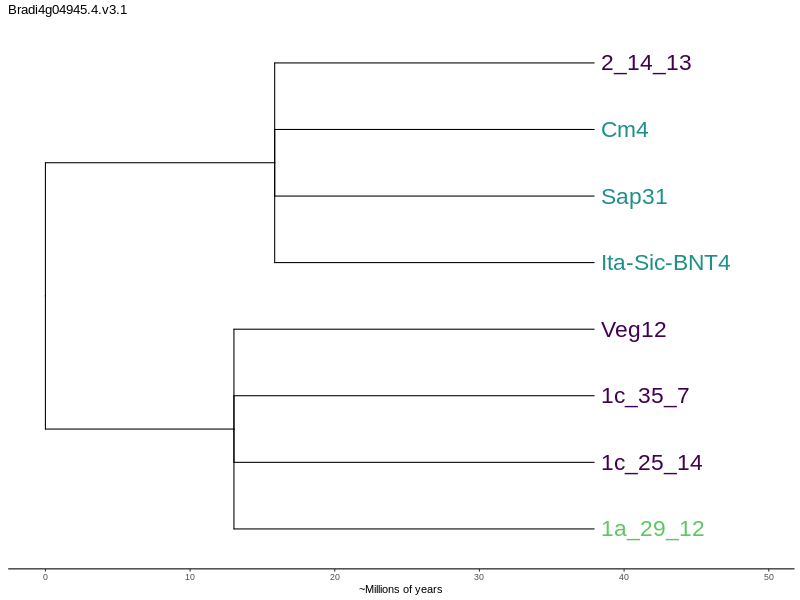 Bradi4g04945.4.v3.1
2_14_13
Cm4
Sap31
Ita-Sic-BNT4
Veg12
1c_35_7
1c_25_14
1a_29_12
0 10 20 30 40 50
~Millions of years